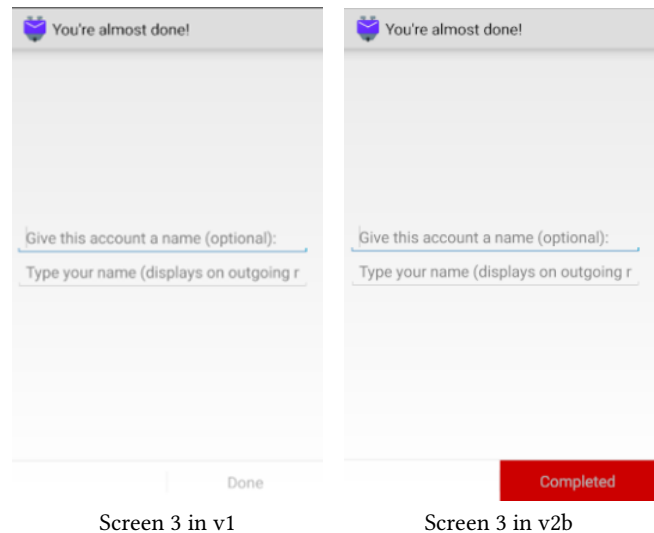 You're almost done!
Give this account a name (optional):
Type your name (displays on outgoing r
Done
Screen 3 in v1
You're almost done!
Give this account a name (optional):
Type your name (displays on outgoing r
Completed
Screen 3 in v2b